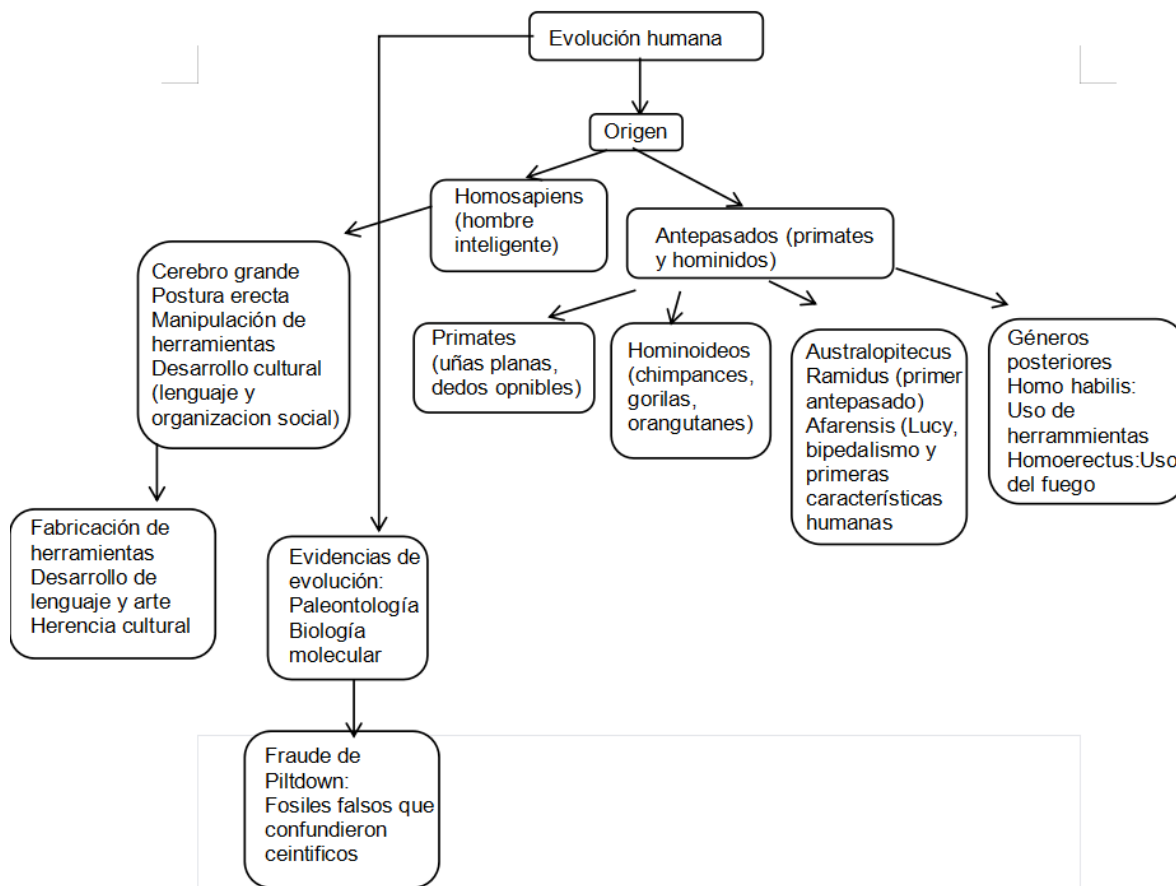 Evolución humana
Origen
Homosapiens
(hombre
inteligente)
Antepasados (primates
y hominidos)
Cerebro grande
Postura erecta
Manipulación de
herramientas
Desarrollo cultural
(lenguaje y
organizacion social)
Primates
(uñas planas,
dedos opnibles)
Hominoideos
(chimpances,
gorilas,
orangutanes)
Australopitecus
Ramidus (primer
antepasado)
Afarensis (Lucy,
bipedalismo y
primeras
características
humanas
Géneros
posteriores
Homo habilis:
Uso de
herrammientas
Homoerectus:Uso
del fuego
Fabricación de
herramientas
Desarrollo de
lenguaje y arte
Herencia cultural
Evidencias de
evolución:
Paleontología
Biología
molecular
Fraude de
Piltdown:
Fosiles falsos que
confundieron
ceintificos